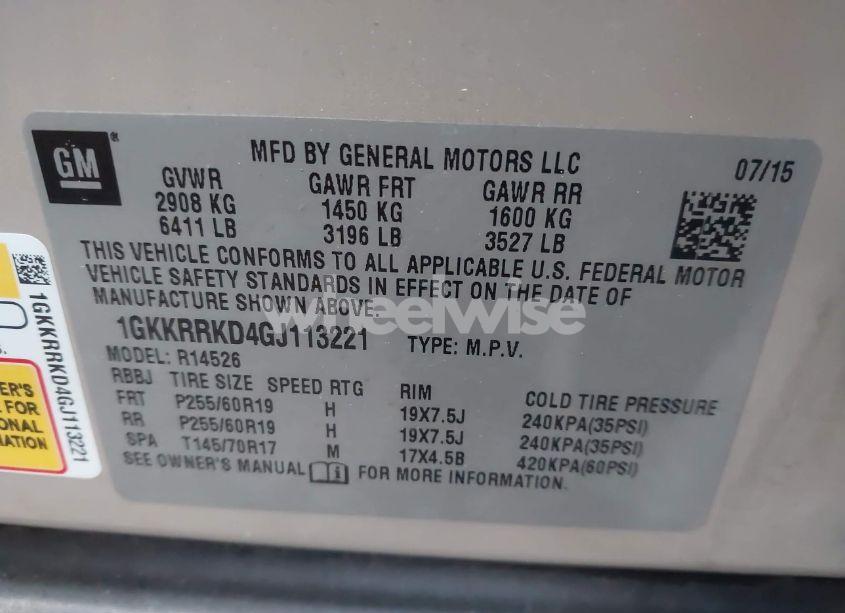 GM®
MFD BY GENERAL MOTORS LLC
07/15
GVWR GAWR FRT GAWR RR
2908 KG 1450 KG 1600 KG
6411 LB 3196 LB 3527 LB
THIS VEHICLE CONFORMS TO ALL APPLICABLE U.S. FEDERAL MOTOR
VEHICLE SAFETY STANDARDS IN EFFECT ON THE DATE OF
MANUFACTURE SHOWN ABOVE.
1GKKRRKD4GJ113221 TYPE: M.P.V.
MODEL: R14526
RBBJ TIRE SIZE SPEED RTG RIM COLD TIRE PRESSURE
FRT P255/60R19 H 19X7.5J 240KPA(35PSI)
RR P255/60R19 H 19X7.5J 240KPA(35PSI)
SPA T145/70R17 M 17X4.5B 420KPA(60PSI)
SEE OWNER'S MANUAL FOR MORE INFORMATION.
wheelwise
1GKKRRKD4GJ113221
ER'S
FOR
ONAL
ATION